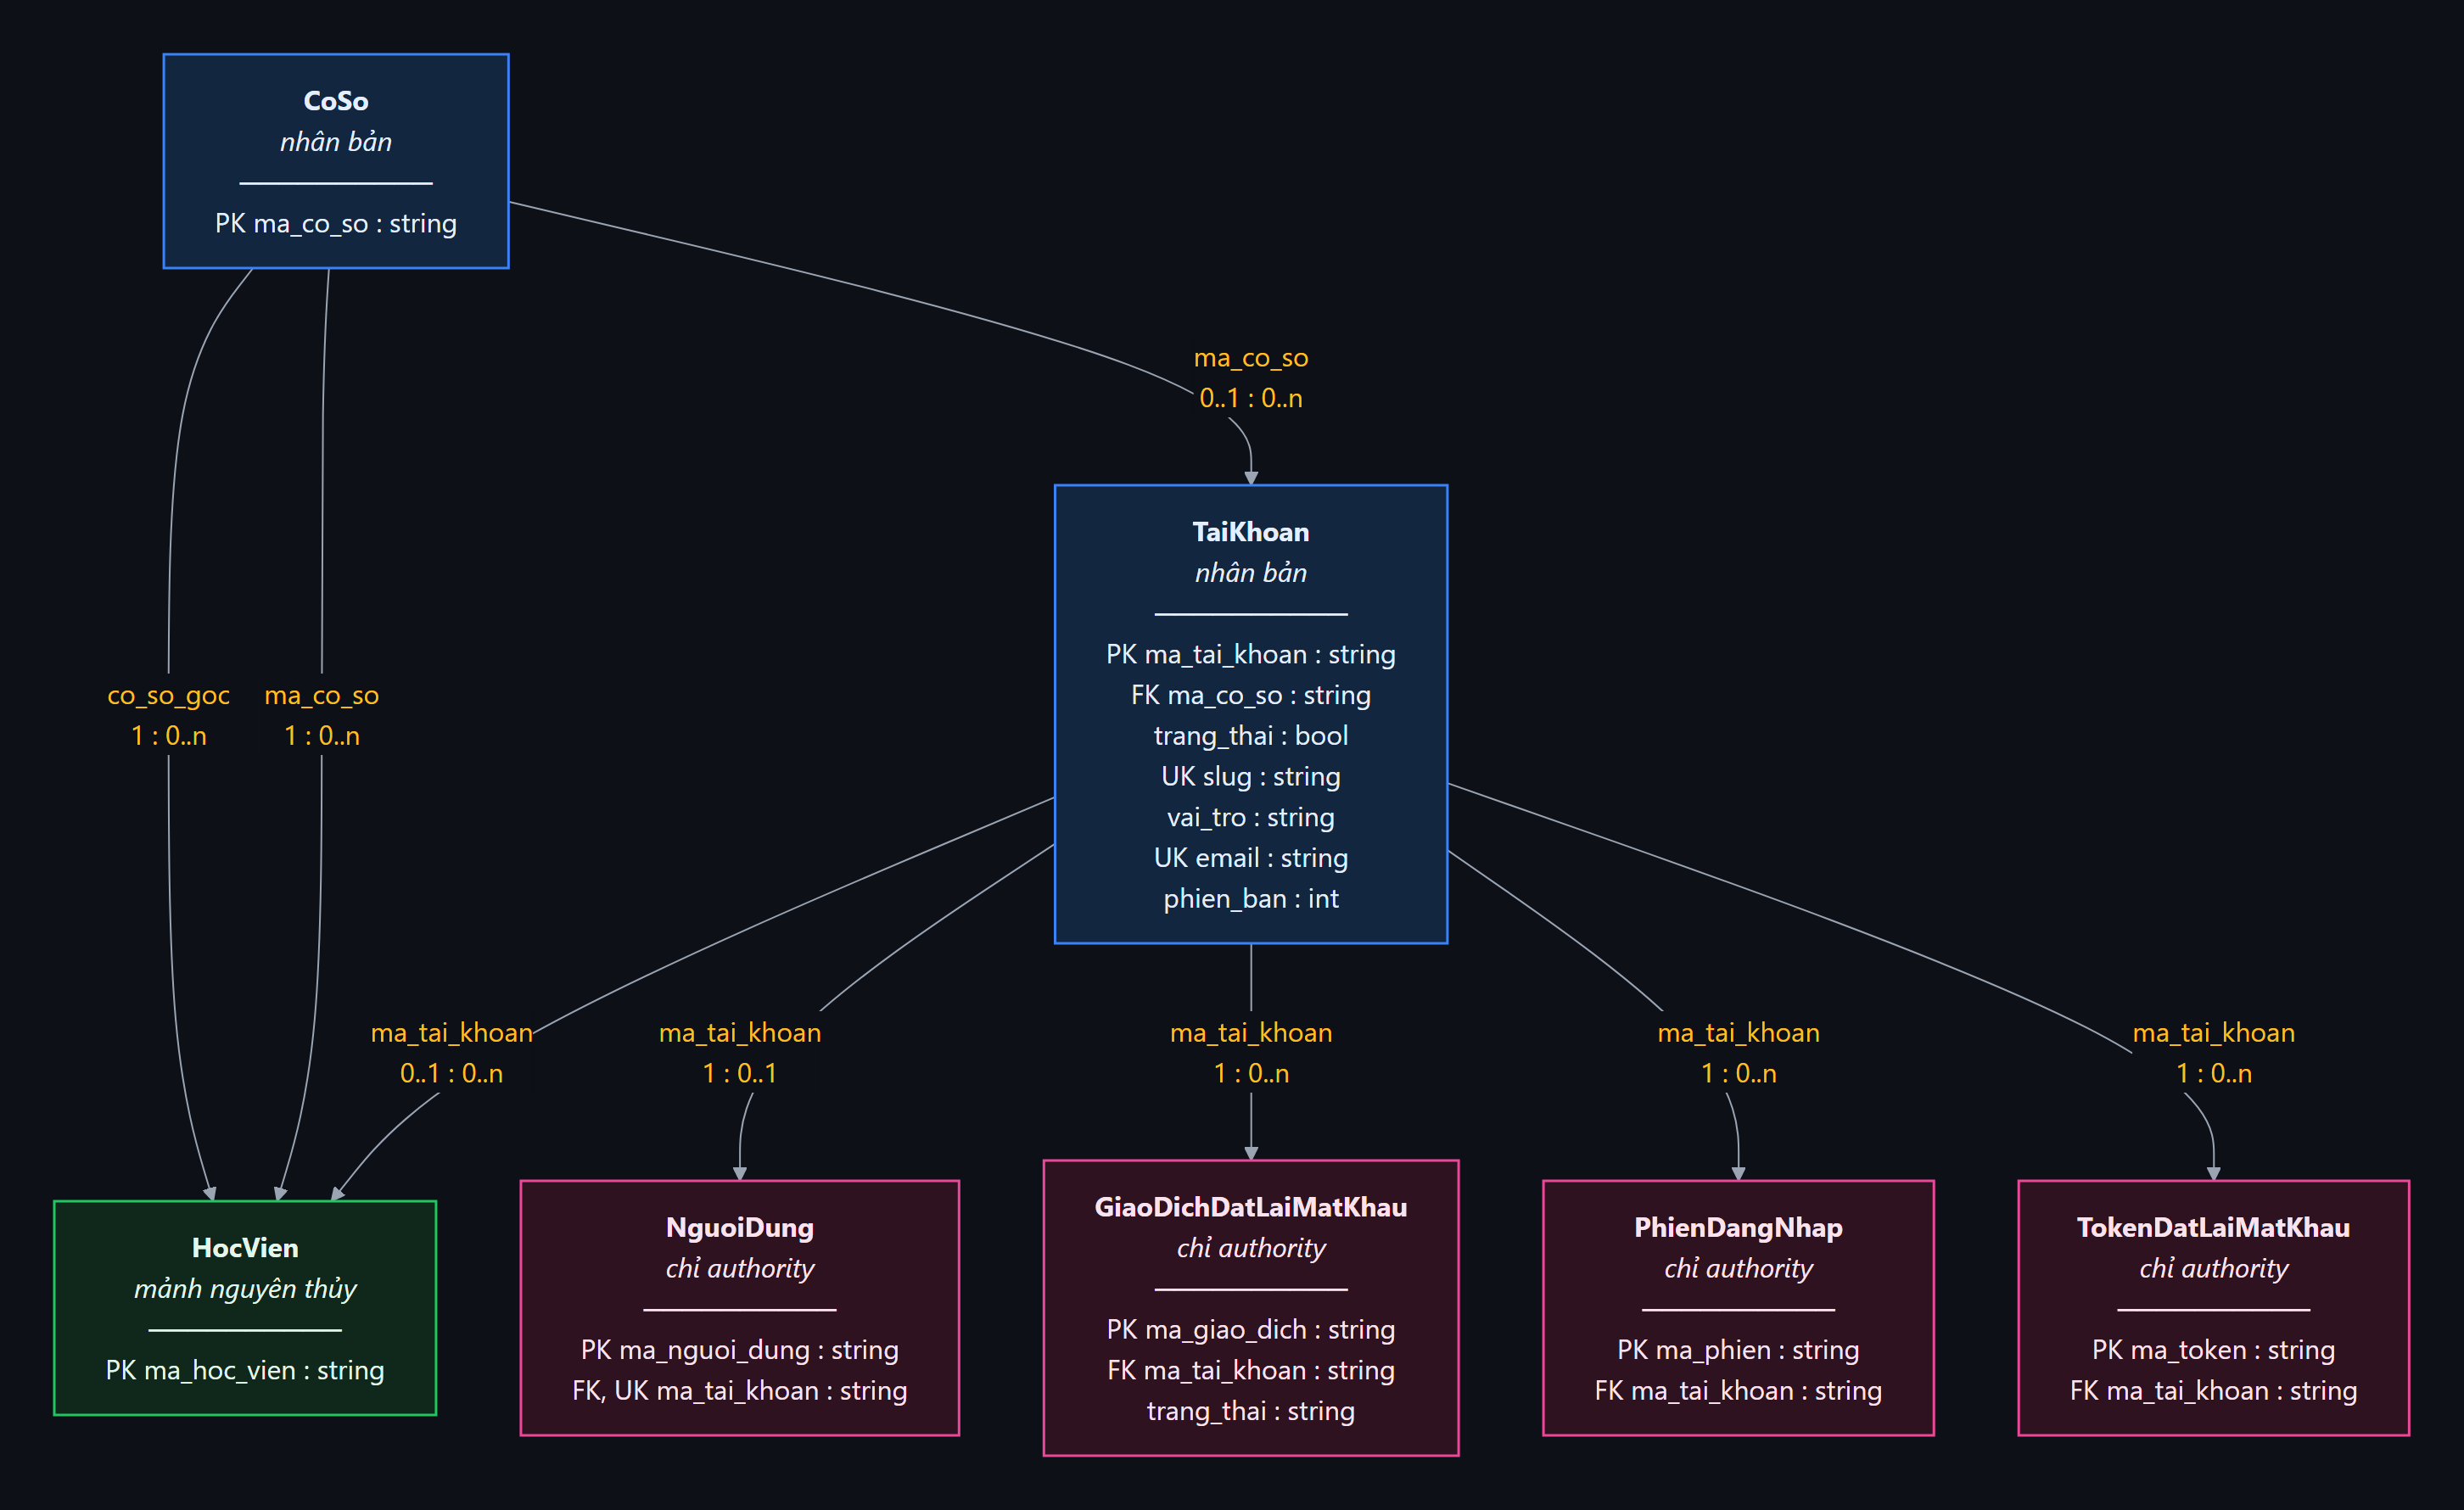 CoSo
nhân bản
PK ma_co_so : string
ma_co_so
0..1 : 0..n
TaiKhoan
nhân bản
PK ma_tai_khoan : string
FK ma_co_so : string
trang_thai : bool
UK slug : string
vai_tro : string
UK email : string
phien_ban : int
co_so_goc
1 : 0..n
ma_co_so
1 : 0..n
ma_tai_khoan
0..1 : 0..n
ma_tai_khoan
1 : 0..1
ma_tai_khoan
1 : 0..n
ma_tai_khoan
1 : 0..n
ma_tai_khoan
1 : 0..n
HocVien
mảnh nguyên thủy
PK ma_hoc_vien : string
NguoiDung
chỉ authority
PK ma_nguoi_dung : string
FK, UK ma_tai_khoan : string
GiaoDichDatLaiMatKhau
chỉ authority
PK ma_giao_dich : string
FK ma_tai_khoan : string
trang_thai : string
PhienDangNhap
chỉ authority
PK ma_phien : string
FK ma_tai_khoan : string
TokenDatLaiMatKhau
chỉ authority
PK ma_token : string
FK ma_tai_khoan : string